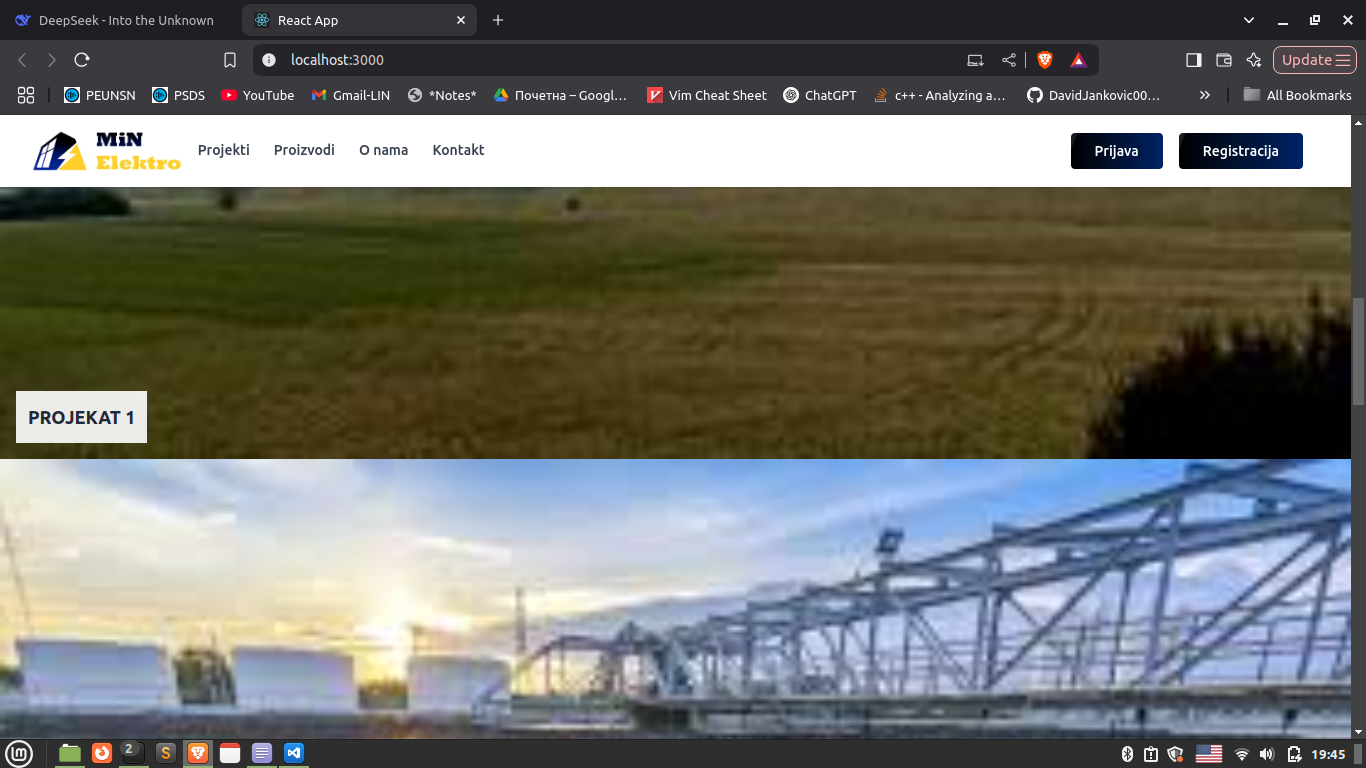 DeepSeek - Into the Unknown
React App
localhost:3000
Update
PEUNSN
PSDS
YouTube
Gmail-LIN
*Notes*
Почетна – Googl...
Vim Cheat Sheet
ChatGPT
c++ - Analyzing a...
DavidJankovic00...
»
All Bookmarks
MiN
Elektro
Projekti
Proizvodi
O nama
Kontakt
Prijava
Registracija
PROJEKAT 1
lm
2
S
19:45